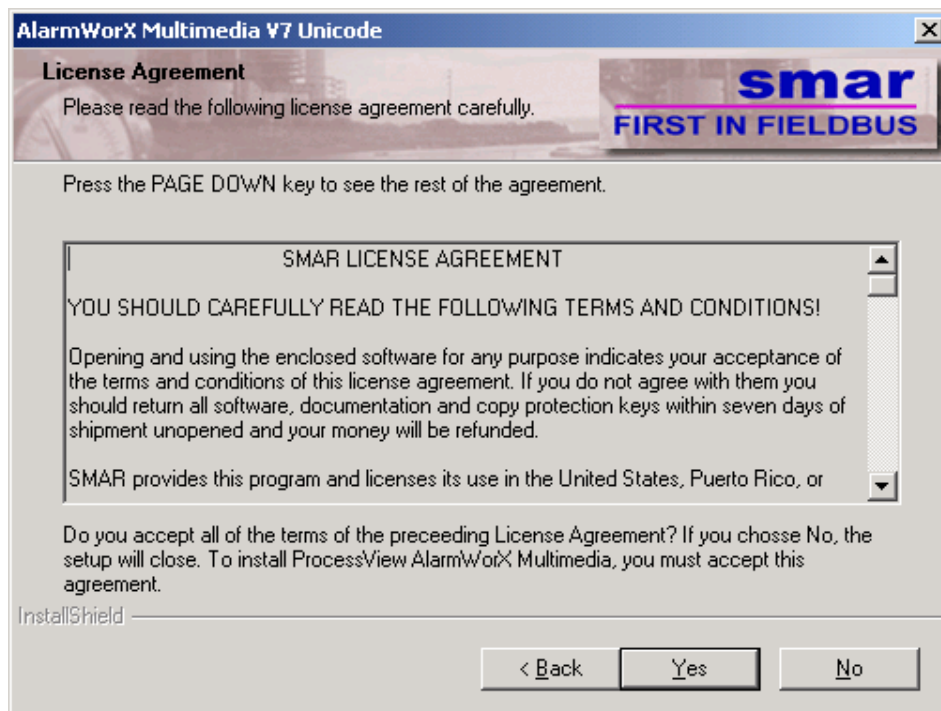 AlarmWorX Multimedia V7 Unicode
License Agreement
Please read the following license agreement carefully.
smar
FIRST IN FIELDBUS
Press the PAGE DOWN key to see the rest of the agreement.
SMAR LICENSE AGREEMENT
YOU SHOULD CAREFULLY READ THE FOLLOWING TERMS AND CONDITIONS!
Opening and using the enclosed software for any purpose indicates your acceptance of
the terms and conditions of this license agreement. If you do not agree with them you
should return all software, documentation and copy protection keys within seven days of
shipment unopened and your money will be refunded.
SMAR provides this program and licenses its use in the United States, Puerto Rico, or
Do you accept all of the terms of the preceeding License Agreement? If you chosse No, the
setup will close. To install ProcessView AlarmWorX Multimedia, you must accept this
agreement.
InstallShield
< Back
Yes
No